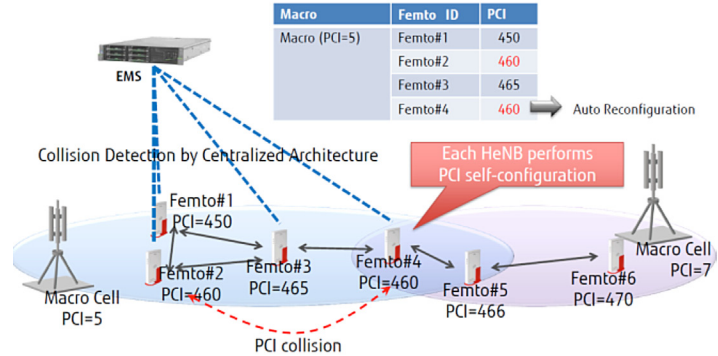 Macro Femto ID PCI
Macro (PCI=5) Femto#1 450
Femto#2 460
Femto#3 465
Femto#4 460 Auto Reconfiguration
EMS
Collision Detection by Centralized Architecture
Each HeNB performs
PCI self-configuration
Femto#1
PCI=450
Femto#2
PCI=460
Femto#3
PCI=465
Femto#4
PCI=460
Femto#5
PCI=466
Femto#6
PCI=470
Macro Cell
PCI=7
Macro Cell
PCI=5
PCI collision